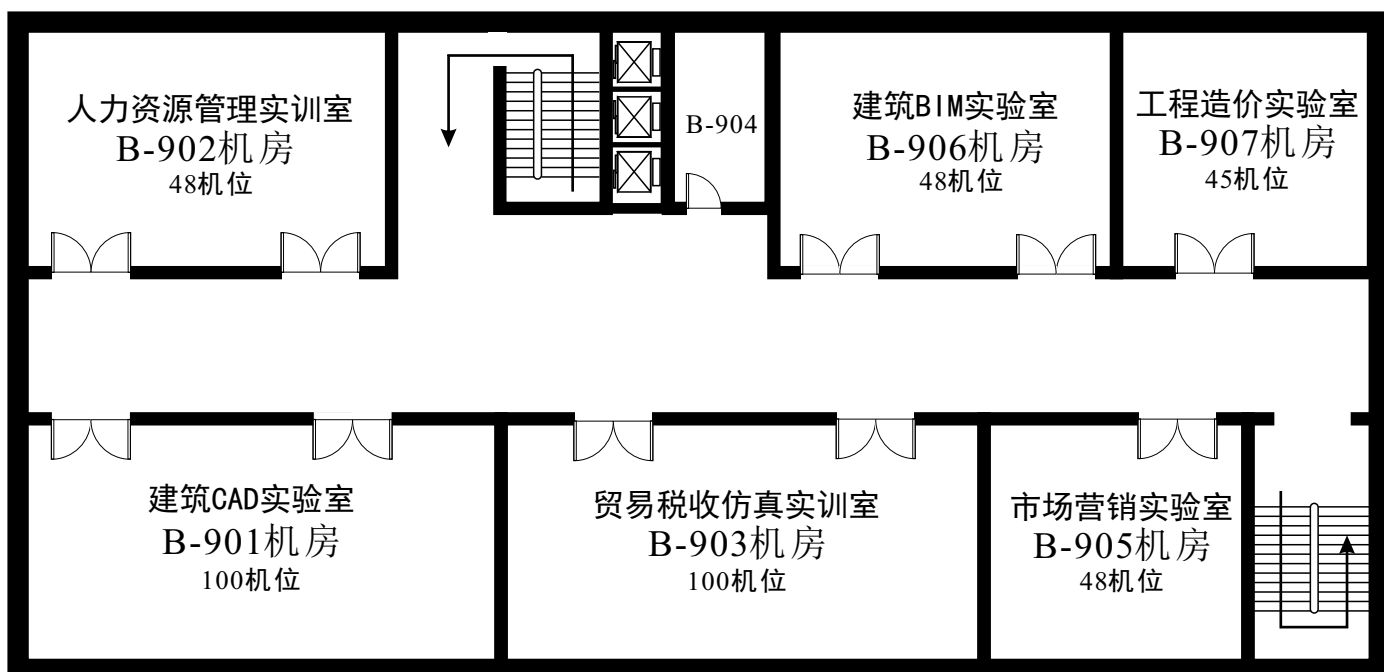 人力资源管理实训室
B-902机房
48机位
B-904
建筑BIM实验室
B-906机房
48机位
工程造价实验室
B-907机房
45机位
建筑CAD实验室
B-901机房
100机位
贸易税收仿真实训室
B-903机房
100机位
市场营销实验室
B-905机房
48机位